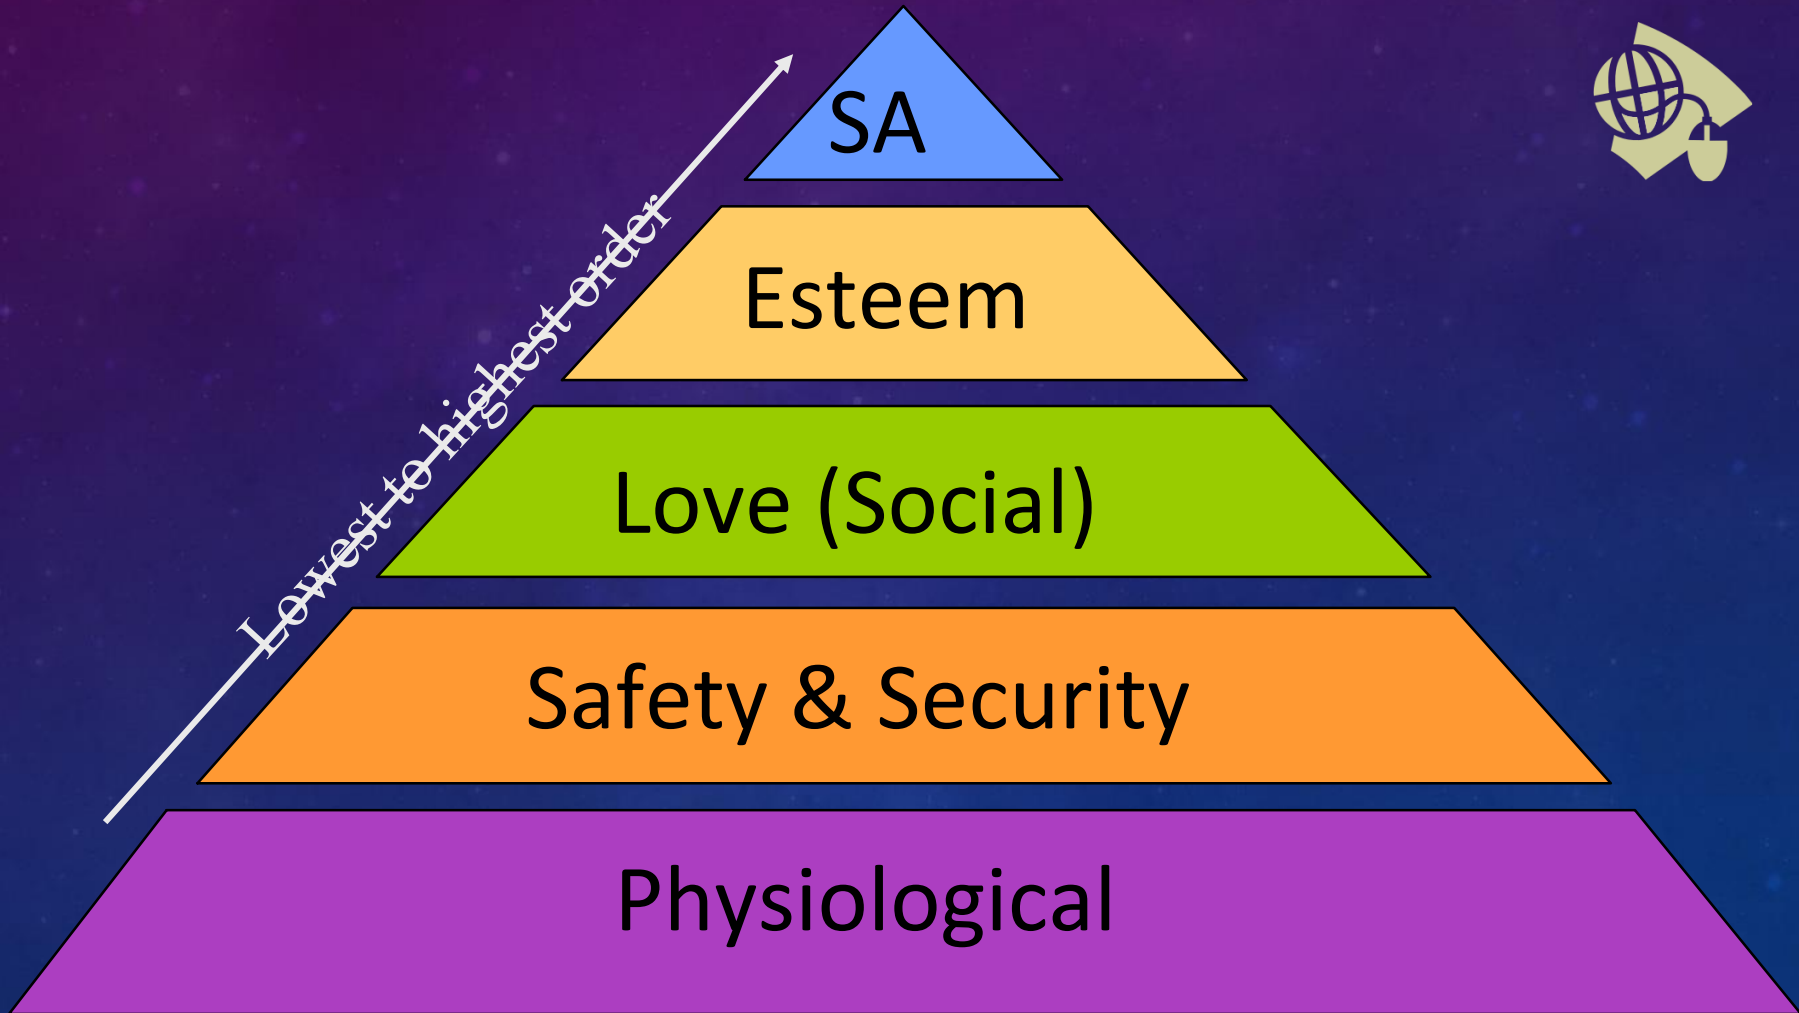 SA
Esteem
Lowest to highest order
Love (Social)
Safety & Security
Physiological